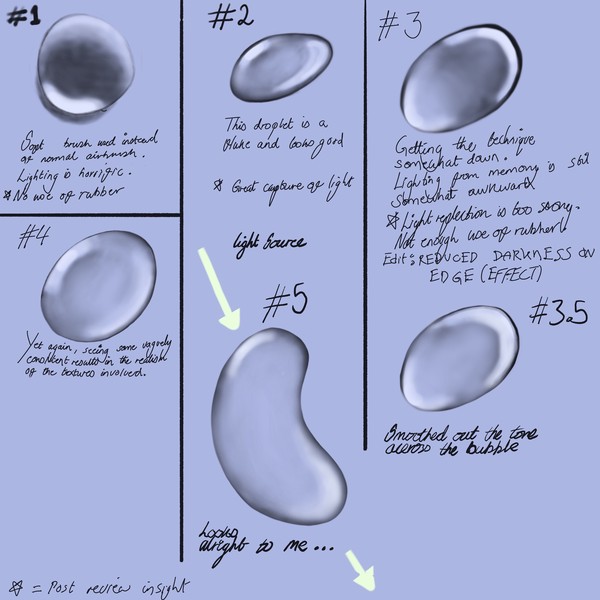 #1
Sopt brush used instead
of normal airbrush.
Lighting is horrific.
☆ No use of rubber
#2
This droplet is a
fluke and looks good
☆ Great capture of light
#3
Getting the technique
somewhat down.
Lighting from memory is still
somewhat awkward
☆ Light reflection is too strong.
Not enough use of rubber!
Edit: REDUCED DARKNESS ON
EDGE (EFFECT)
#4
Yet again, seeing some vaguely
consistent results in the realism
of the textures involved.
light Source
#5
Looks
alright to me...
#3.5
Smoothed out the tone
across the bubble
☆ = Post review insight